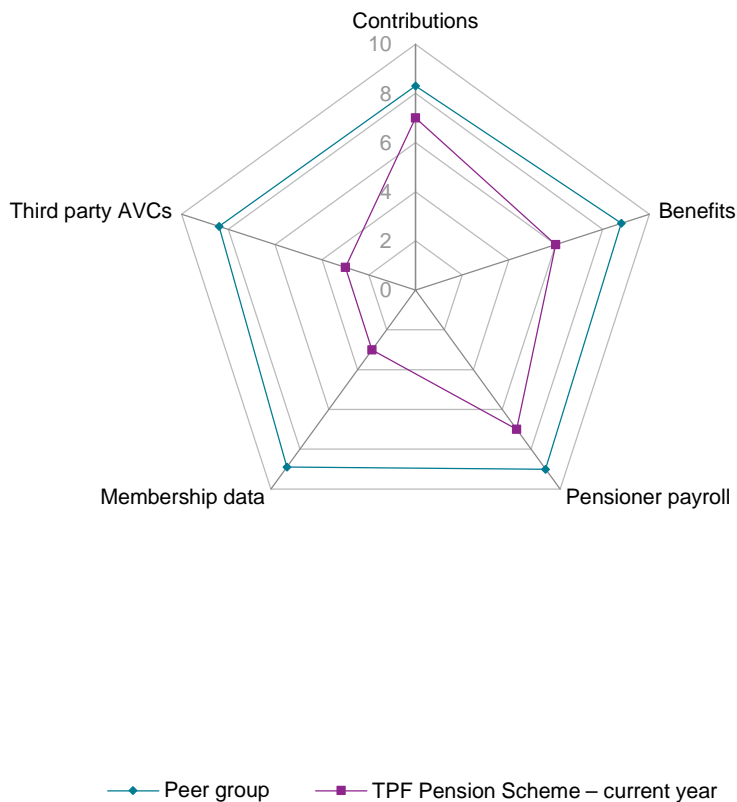 Contributions
10
8
6
4
2
0
Third party AVCs
Benefits
Membership data
Pensioner payroll
Peer group
TPF Pension Scheme – current year